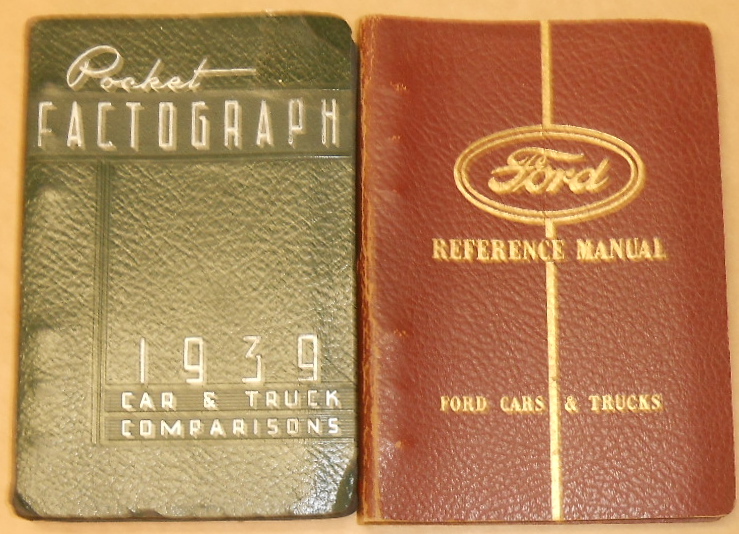 Pocket
FACTOGRAPH
1939
CAR & TRUCK
COMPARISONS
Ford
REFERENCE MANUAL
FORD CARS & TRUCKS